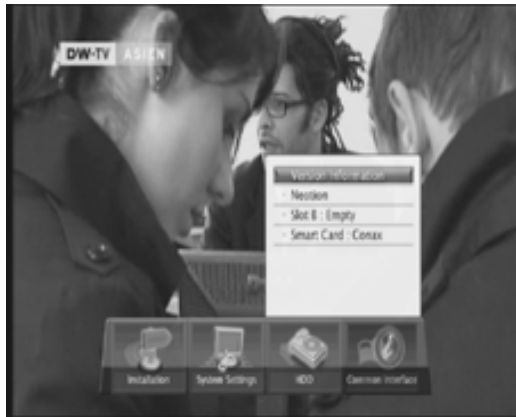 DW-TV ASIEN
Version Information
Neotion
Slot B : Empty
Smart Card : Conax
Installation
System Settings
HDD
Common Interface